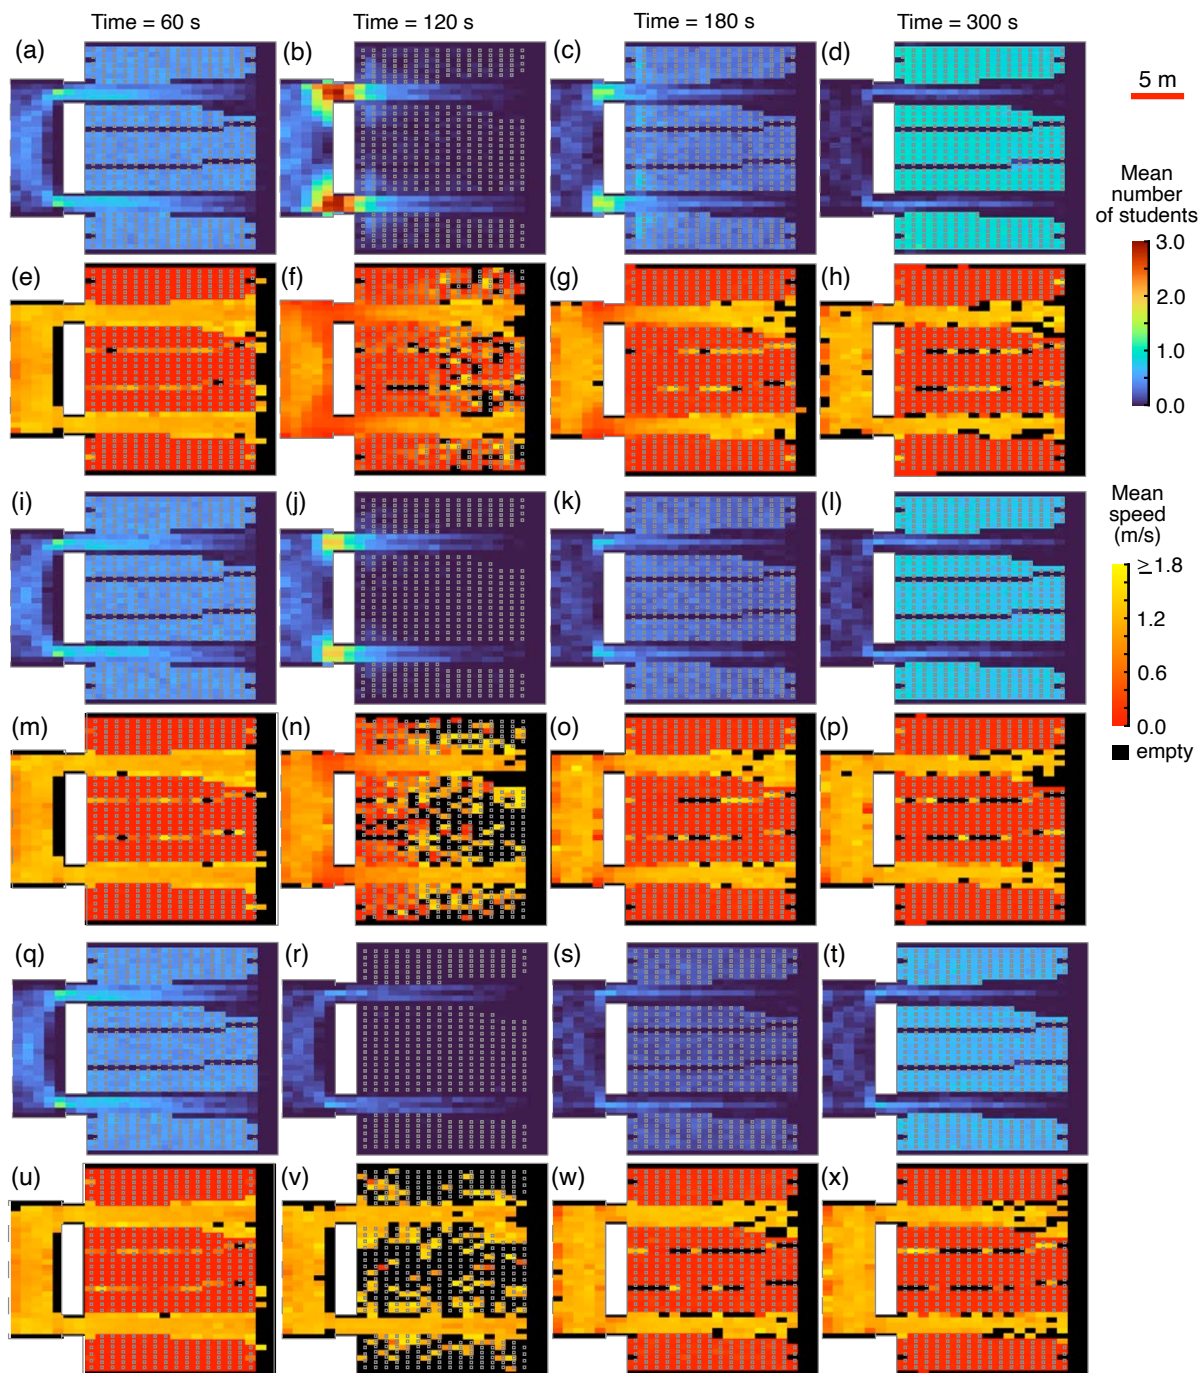 Time = 60 s Time = 120 s Time = 180 s Time = 300 s
(a) (b) (c) (d)
5 m
Mean
number
of students
3.0
2.0
1.0
0.0
(e) (f) (g) (h)
(i) (j) (k) (l)
Mean
speed
(m/s)
≥1.8
1.2
0.6
0.0
empty
(m) (n) (o) (p)
(q) (r) (s) (t)
(u) (v) (w) (x)